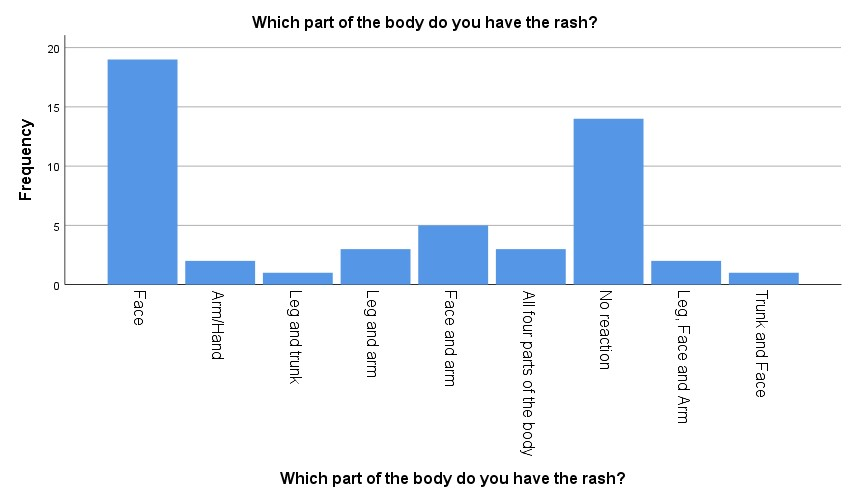 Which part of the body do you have the rash?
20
15
10
5
0
Frequency
Face
Arm/Hand
Leg and trunk
Leg and arm
Face and arm
All four parts of the body
No reaction
Leg, Face and Arm
Trunk and Face
Which part of the body do you have the rash?